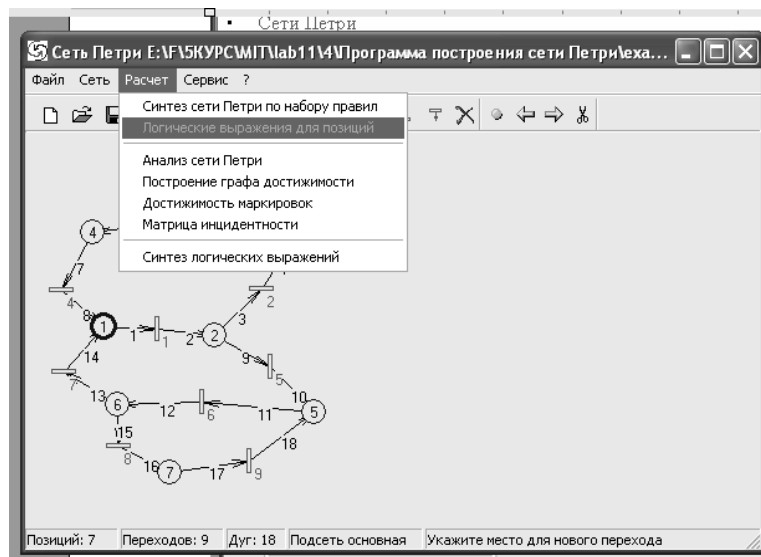 • Сети Петри
Сеть Петри E:\F\5КУРС\MIT\lab11\4\Программа построения сети Петри\exa...
Файл Сеть Расчет Сервис ?
Синтез сети Петри по набору правил
Логические выражения для позиций
Анализ сети Петри
Построение графа достижимости
Достижимость маркировок
Матрица инцидентности
Синтез логических выражений
4
7
4 2
8 1 1 1 2 2 3
14 9
7 5
13 6 12 6 11 10 5
15 18
8 16 7 17 9
Позиций: 7 Переходов: 9 Дуг: 18 Подсеть основная Укажите место для нового перехода